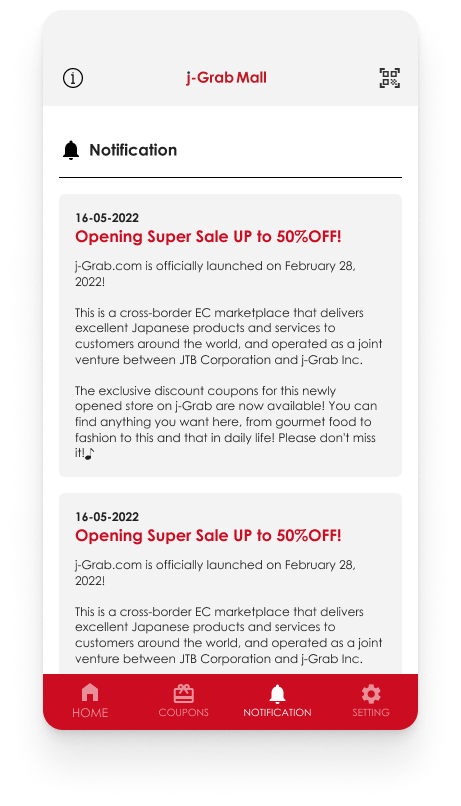 j-Grab Mall
Notification
16-05-2022
Opening Super Sale UP to 50%OFF!
j-Grab.com is officially launched on February 28,
2022!
This is a cross-border EC marketplace that delivers
excellent Japanese products and services to
customers around the world, and operated as a joint
venture between JTB Corporation and j-Grab Inc.
The exclusive discount coupons for this newly
opened store on j-Grab are now available! You can
find anything you want here, from gourmet food to
fashion to this and that in daily life! Please don't miss
it!♪
16-05-2022
Opening Super Sale UP to 50%OFF!
j-Grab.com is officially launched on February 28,
2022!
This is a cross-border EC marketplace that delivers
excellent Japanese products and services to
customers around the world, and operated as a joint
venture between JTB Corporation and j-Grab Inc.
HOME COUPONS NOTIFICATION SETTING